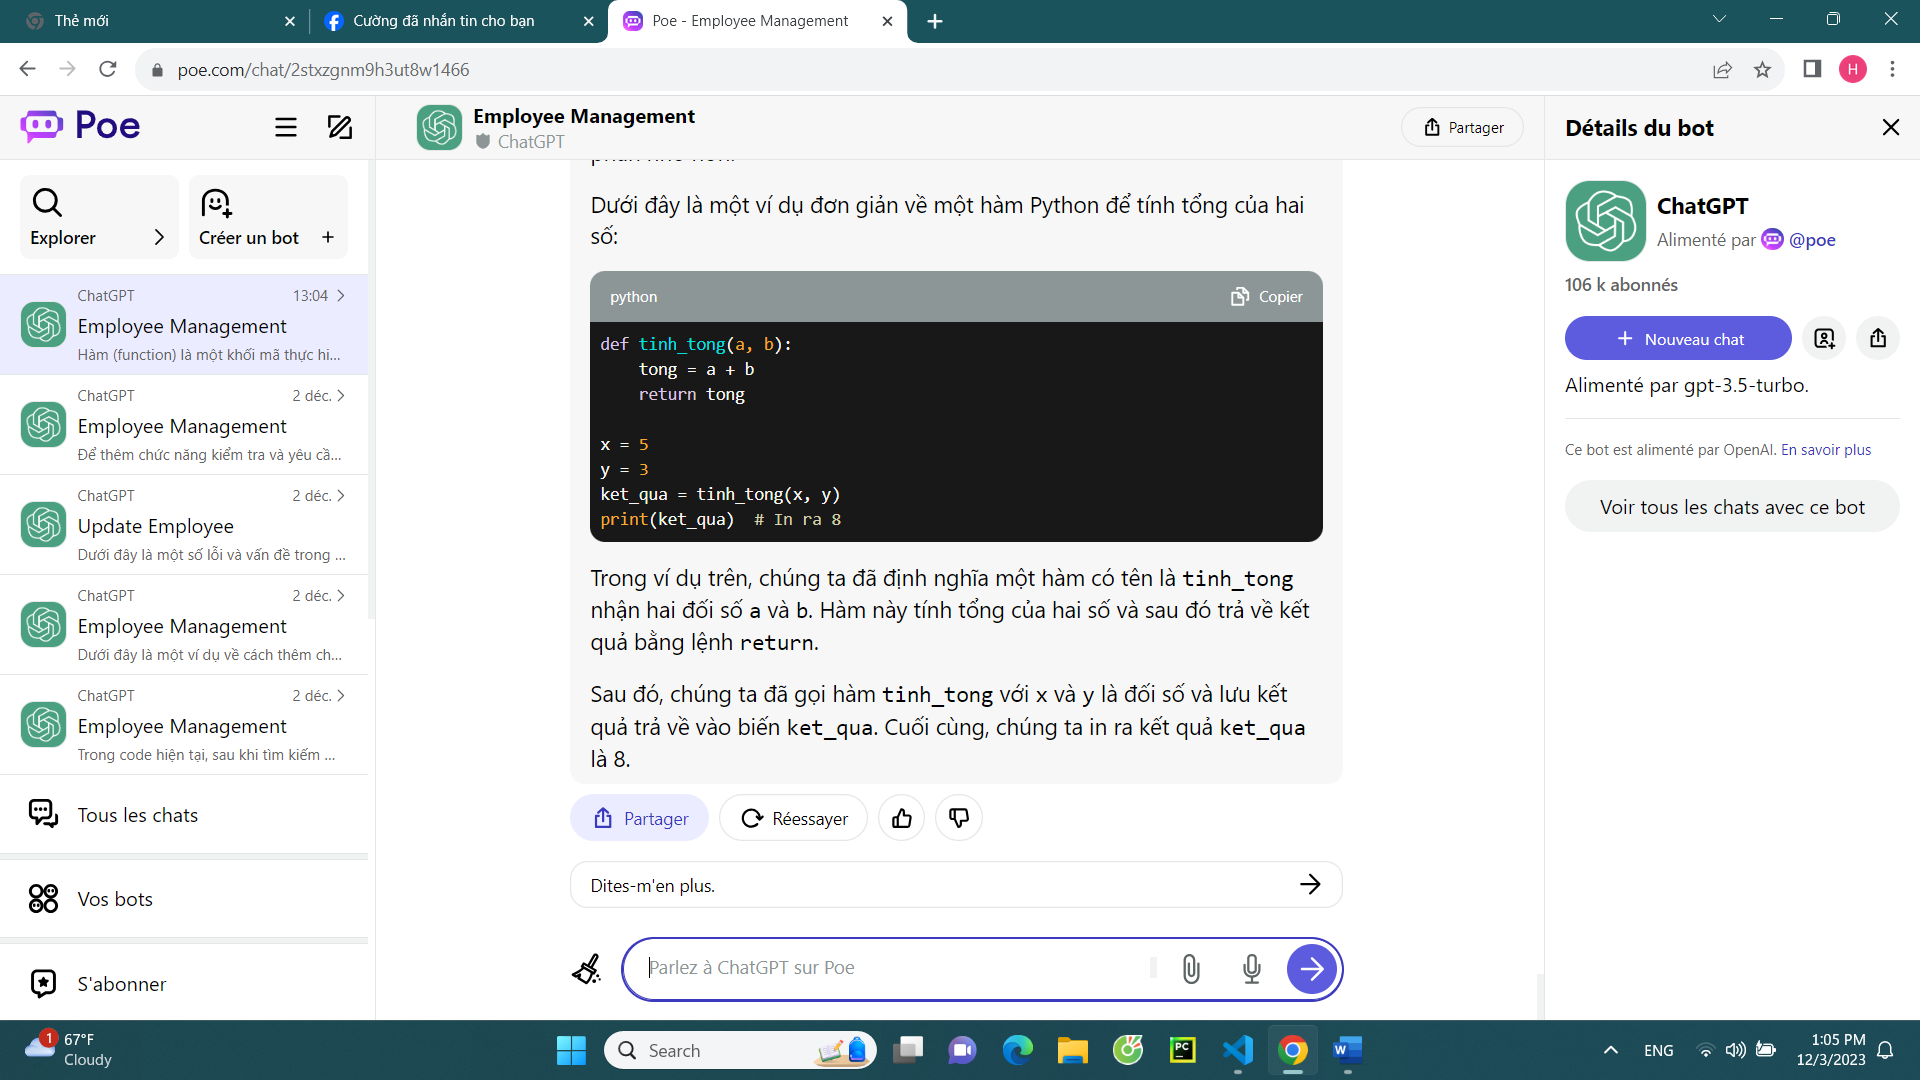 Thẻ mới
Cường đã nhắn tin cho bạn
Poe - Employee Management
poe.com/chat/2stxzgnm9h3ut8w1466
H
Poe
Explorer
Créer un bot
ChatGPT 13:04
Employee Management
Hàm (function) là một khối mã thực hi...
ChatGPT 2 déc.
Employee Management
Để thêm chức năng kiểm tra và yêu cầ...
ChatGPT 2 déc.
Update Employee
Dưới đây là một số lỗi và vấn đề trong ...
ChatGPT 2 déc.
Employee Management
Dưới đây là một ví dụ về cách thêm ch...
ChatGPT 2 déc.
Employee Management
Trong code hiện tại, sau khi tìm kiếm ...
Tous les chats
Vos bots
S'abonner
Employee Management
ChatGPT
Partager
Dưới đây là một ví dụ đơn giản về một hàm Python để tính tổng của hai
số:
python Copier
def tinh_tong(a, b):
    tong = a + b
    return tong
x = 5
y = 3
ket_qua = tinh_tong(x, y)
print(ket_qua)  # In ra 8
Trong ví dụ trên, chúng ta đã định nghĩa một hàm có tên là tinh_tong
nhận hai đối số a và b. Hàm này tính tổng của hai số và sau đó trả về kết
quả bằng lệnh return.
Sau đó, chúng ta đã gọi hàm tinh_tong với x và y là đối số và lưu kết
quả trả về vào biến ket_qua. Cuối cùng, chúng ta in ra kết quả ket_qua
là 8.
Partager
Réessayer
Dites-m'en plus.
Parlez à ChatGPT sur Poe
Détails du bot
ChatGPT
Alimenté par @poe
106 k abonnés
Nouveau chat
Alimenté par gpt-3.5-turbo.
Ce bot est alimenté par OpenAI. En savoir plus
Voir tous les chats avec ce bot
1
67°F
Cloudy
Search
PC
W
ENG
1:05 PM
12/3/2023